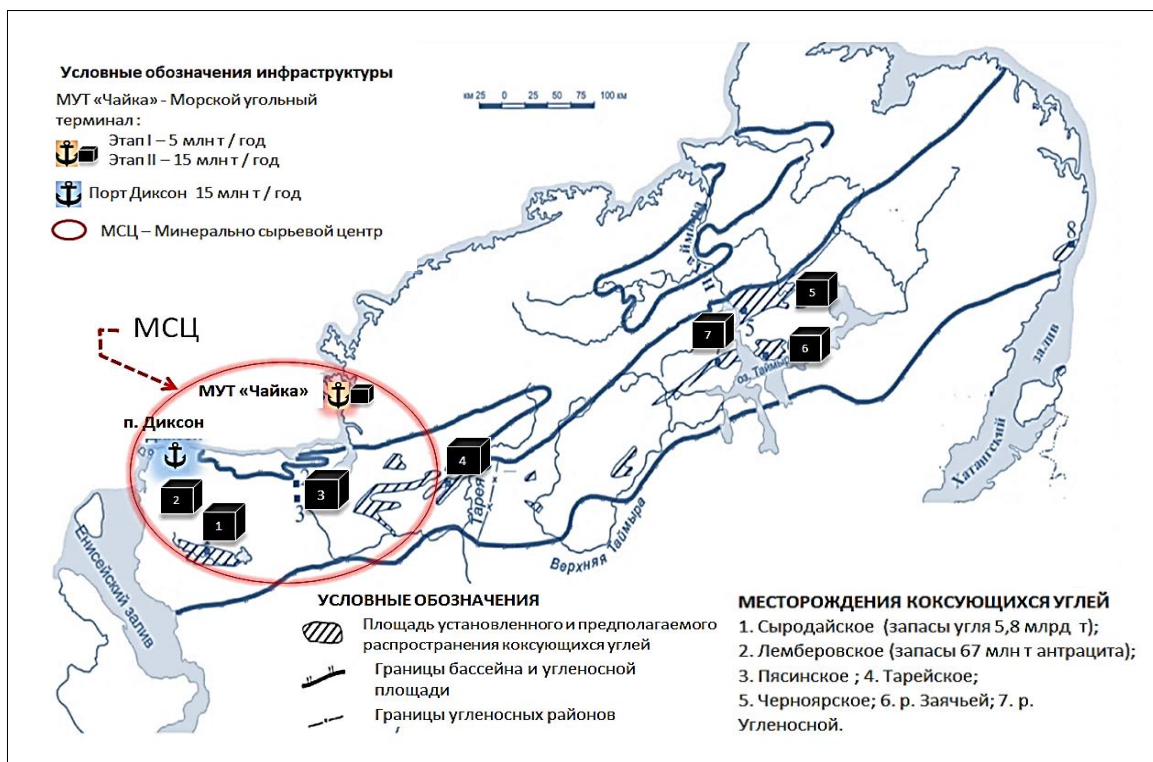 Условные обозначения инфраструктуры
МУТ «Чайка» - Морской угольный
терминал :
Этап I – 5 млн т / год
Этап II – 15 млн т / год
Порт Диксон 15 млн т / год
МСЦ – Минерально сырьевой центр
км 25 0 25 50 75 100 км
МСЦ
МУТ «Чайка»
п. Диксон
1
2
3
3
4
5
5
6
7
8
Тарея
оз. Таймыр
Верхняя Таймыра
Енисейский залив
Хатангский
залив
УСЛОВНЫЕ ОБОЗНАЧЕНИЯ
Площадь установленного и предполагаемого
распространения коксующихся углей
Границы бассейна и угленосной
площади
Границы угленосных районов
МЕСТОРОЖДЕНИЯ КОКСУЮЩИХСЯ УГЛЕЙ
1. Сыродайское (запасы угля 5,8 млрд т);
2. Лемберовское (запасы 67 млн т антрацита);
3. Пясинское ; 4. Тарейское;
5. Черноярское; 6. р. Заячьей; 7. р.
Угленосной.